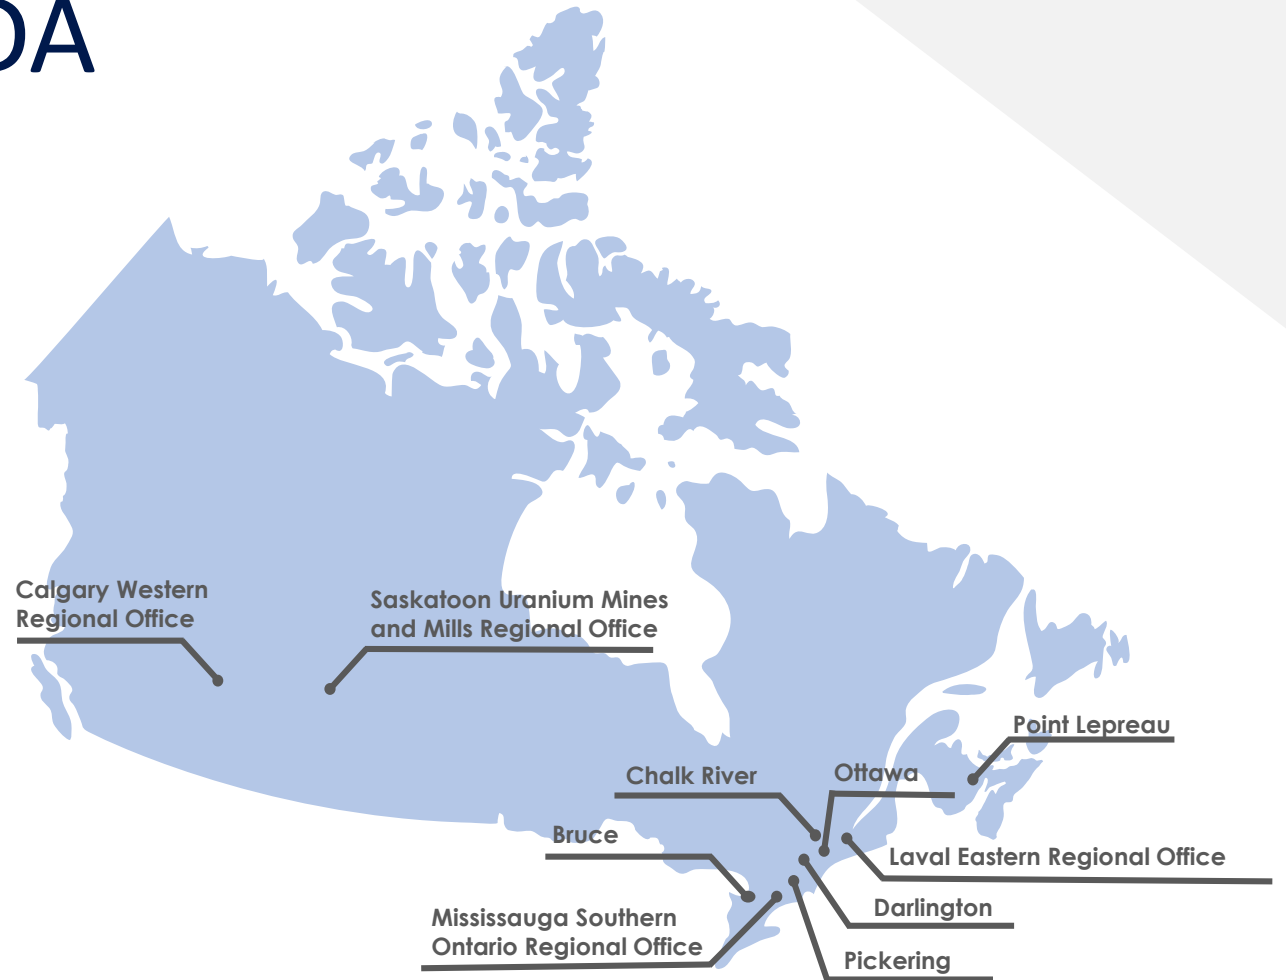 DA
Calgary Western
Regional Office
Saskatoon Uranium Mines
and Mills Regional Office
Point Lepreau
Chalk River
Ottawa
Bruce
Laval Eastern Regional Office
Darlington
Mississauga Southern
Ontario Regional Office
Pickering